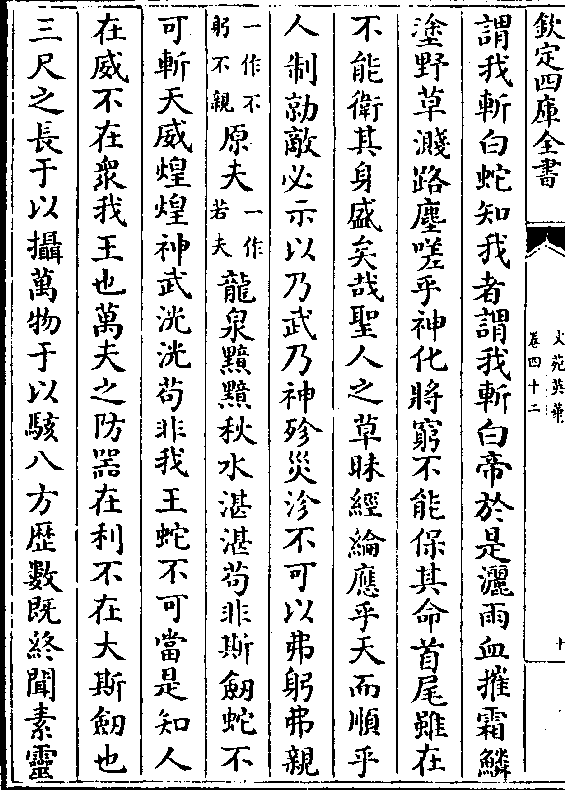 欽定四庫全書
文苑英華
卷四十二
十
謂我斬白蛇知我者謂我斬白帝於是灑雨血摧霜鱗
塗野草濺路塵嗟乎神化將窮不能保其命首尾雖在
不能衛其身盛矣哉聖人之草昧經綸應乎天而順乎
人制勍敵必示以乃武乃神殄災沴不可以弗躬弗親
一作不
躬不親
原夫
一作
若夫
龍泉黯黯秋水湛湛苟非斯劒蛇不
可斬天威煌煌神武洸洸苟非我王蛇不可當是知人
在威不在衆我王也萬夫之防器在利不在大斯劒也
三尺之長于以攝萬物于以駭八方歴數既終聞素靈